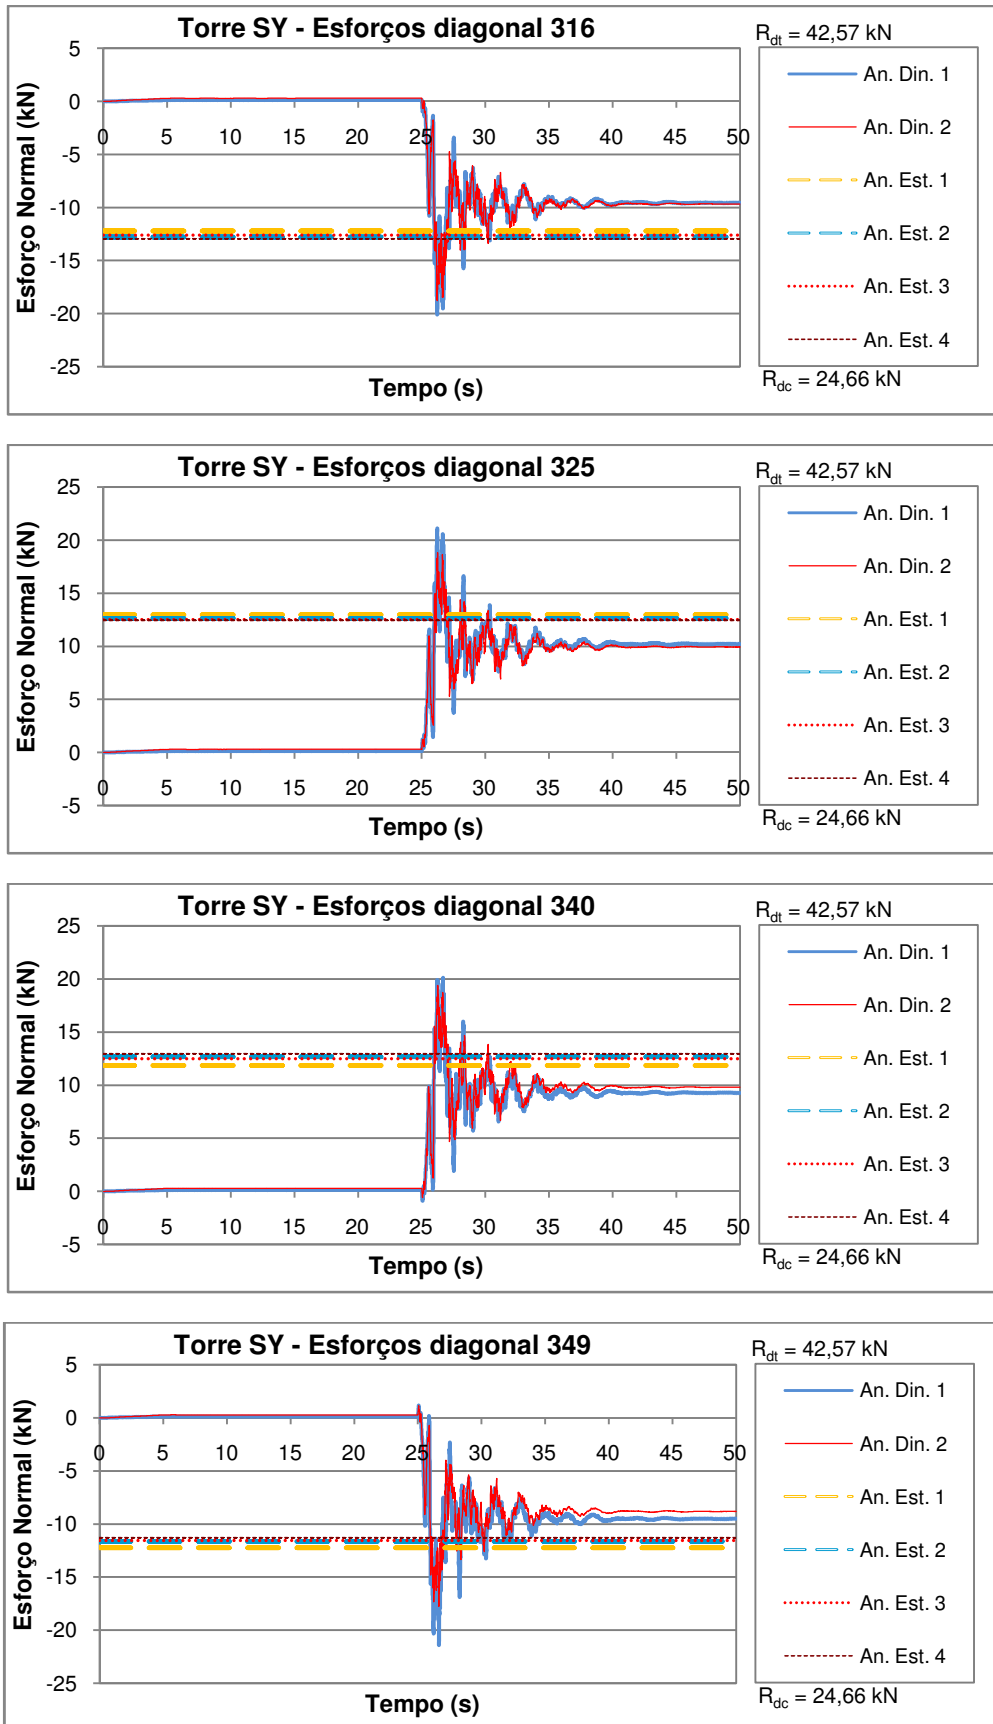 Torre SY - Esforços diagonal 316
R_dt = 42,57 kN
Esforço Normal (kN)
5
0
-5
-10
-15
-20
-25
0 5 10 15 20 25 30 35 40 45 50
Tempo (s)
An. Din. 1
An. Din. 2
An. Est. 1
An. Est. 2
An. Est. 3
An. Est. 4
R_dc = 24,66 kN
Torre SY - Esforços diagonal 325
R_dt = 42,57 kN
Esforço Normal (kN)
25
20
15
10
5
0
-5
0 5 10 15 20 25 30 35 40 45 50
Tempo (s)
An. Din. 1
An. Din. 2
An. Est. 1
An. Est. 2
An. Est. 3
An. Est. 4
R_dc = 24,66 kN
Torre SY - Esforços diagonal 340
R_dt = 42,57 kN
Esforço Normal (kN)
25
20
15
10
5
0
-5
0 5 10 15 20 25 30 35 40 45 50
Tempo (s)
An. Din. 1
An. Din. 2
An. Est. 1
An. Est. 2
An. Est. 3
An. Est. 4
R_dc = 24,66 kN
Torre SY - Esforços diagonal 349
R_dt = 42,57 kN
Esforço Normal (kN)
5
0
-5
-10
-15
-20
-25
0 5 10 15 20 25 30 35 40 45 50
Tempo (s)
An. Din. 1
An. Din. 2
An. Est. 1
An. Est. 2
An. Est. 3
An. Est. 4
R_dc = 24,66 kN